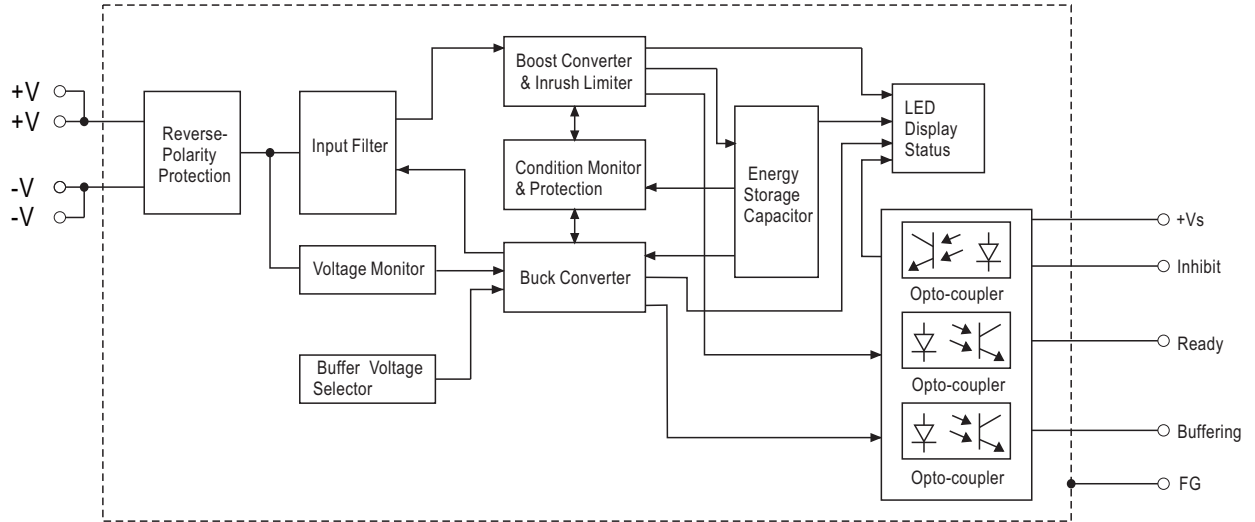 +V
+V
-V
-V
Reverse-
Polarity
Protection
Input Filter
Boost Converter
& Inrush Limiter
Condition Monitor
& Protection
Voltage Monitor
Buck Converter
Buffer Voltage
Selector
Energy
Storage
Capacitor
LED
Display
Status
Opto-coupler
Opto-coupler
Opto-coupler
+Vs
Inhibit
Ready
Buffering
FG